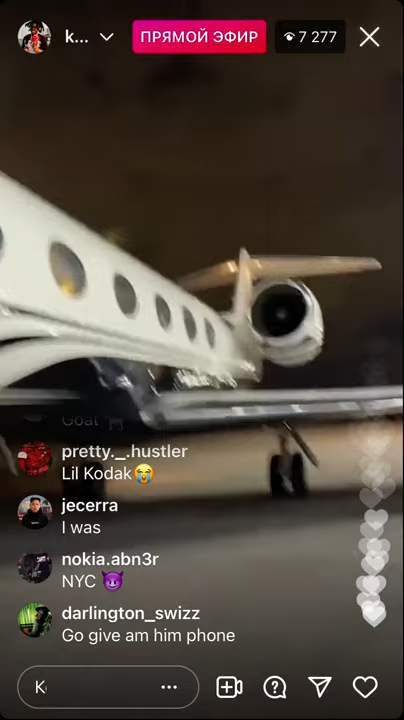 k...
ПРЯМОЙ ЭФИР
7 277
Goat
pretty._.hustler
Lil Kodak😭
jecerra
I was
nokia.abn3r
NYC 😈
darlington_swizz
Go give am him phone